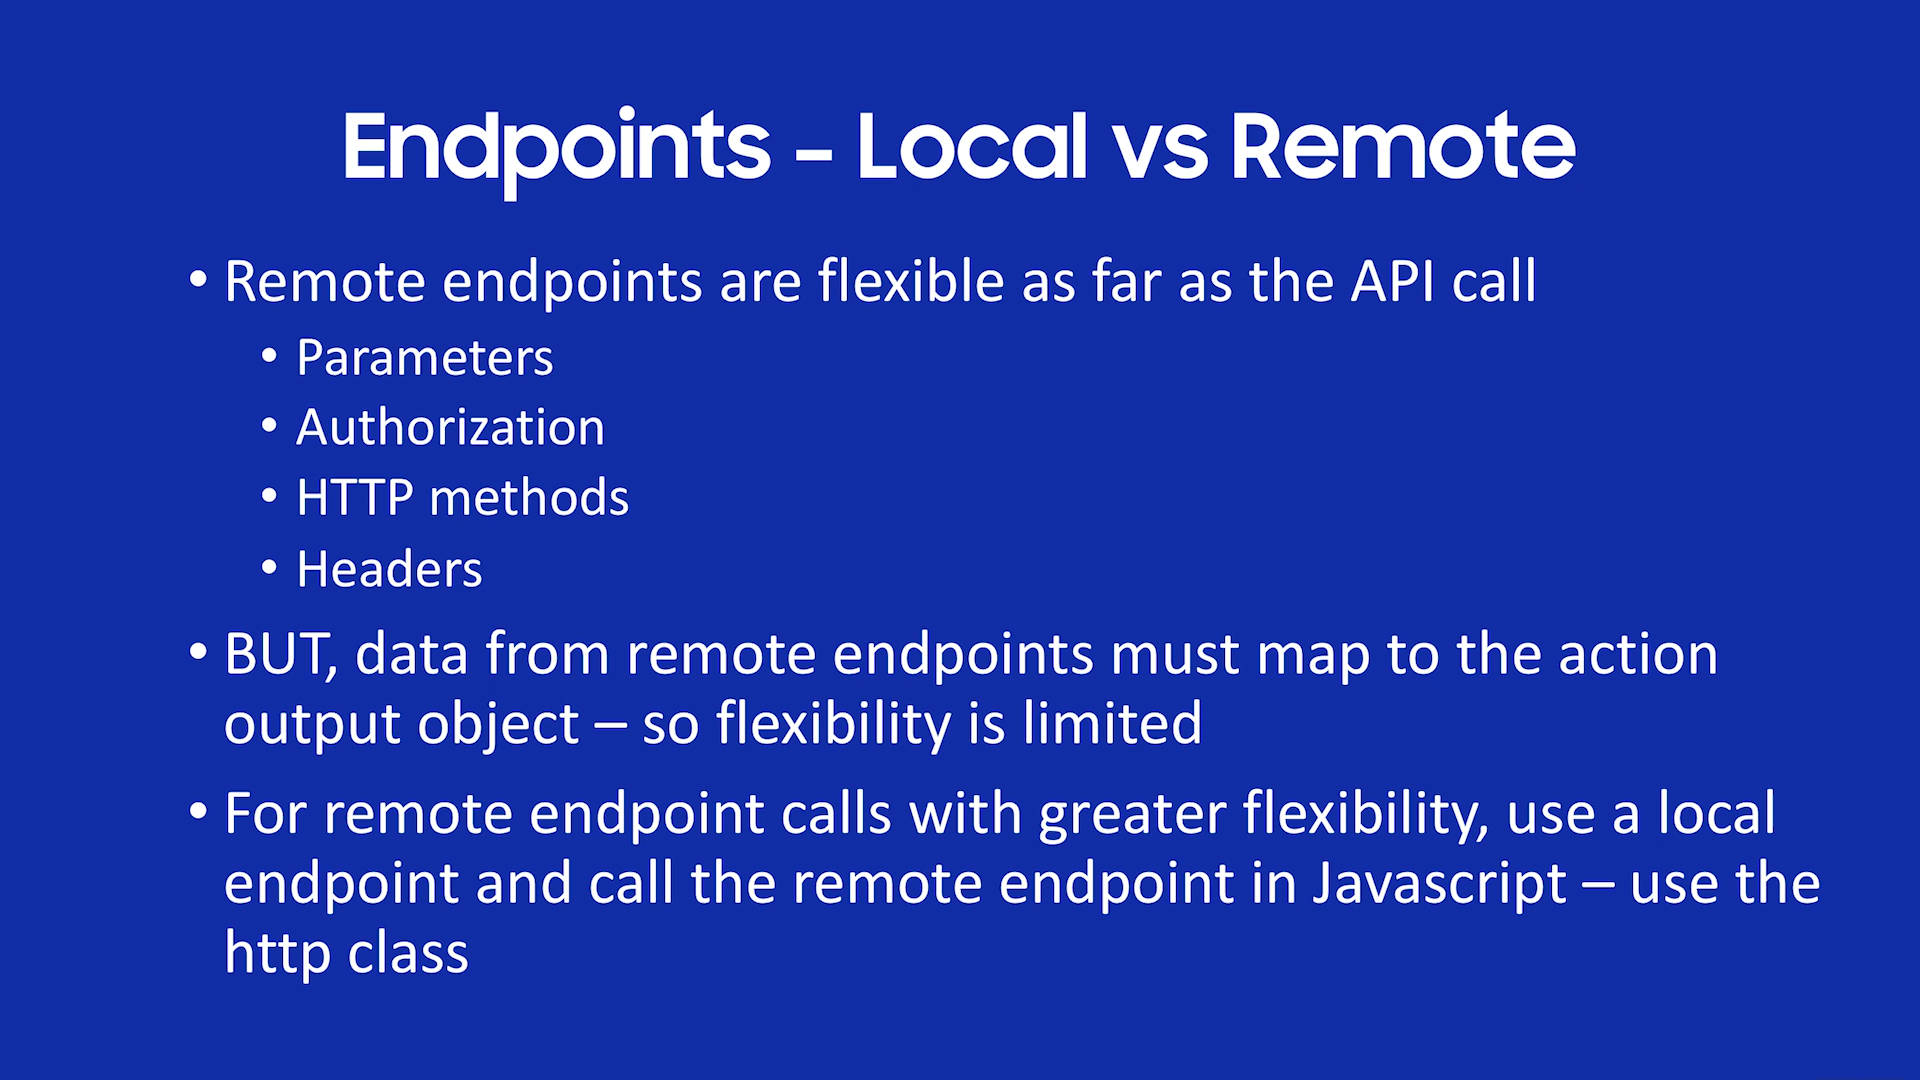 Endpoints – Local vs Remote
• Remote endpoints are flexible as far as the API call
• Parameters
• Authorization
• HTTP methods
• Headers
• BUT, data from remote endpoints must map to the action
output object – so flexibility is limited
• For remote endpoint calls with greater flexibility, use a local
endpoint and call the remote endpoint in Javascript – use the
http class